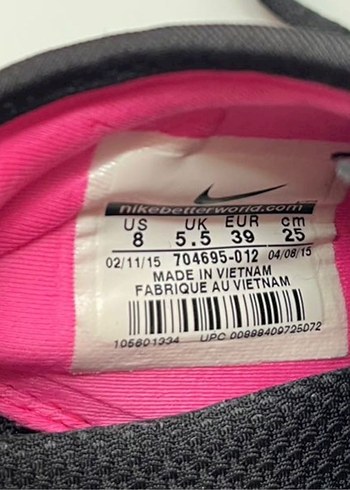 nikebetterworld.com
US UK EUR cm
8 5.5 39 25
02/11/15 704695-012 04/08/15
MADE IN VIETNAM
FABRIQUE AU VIETNAM
105601334 UPC 00888409725072